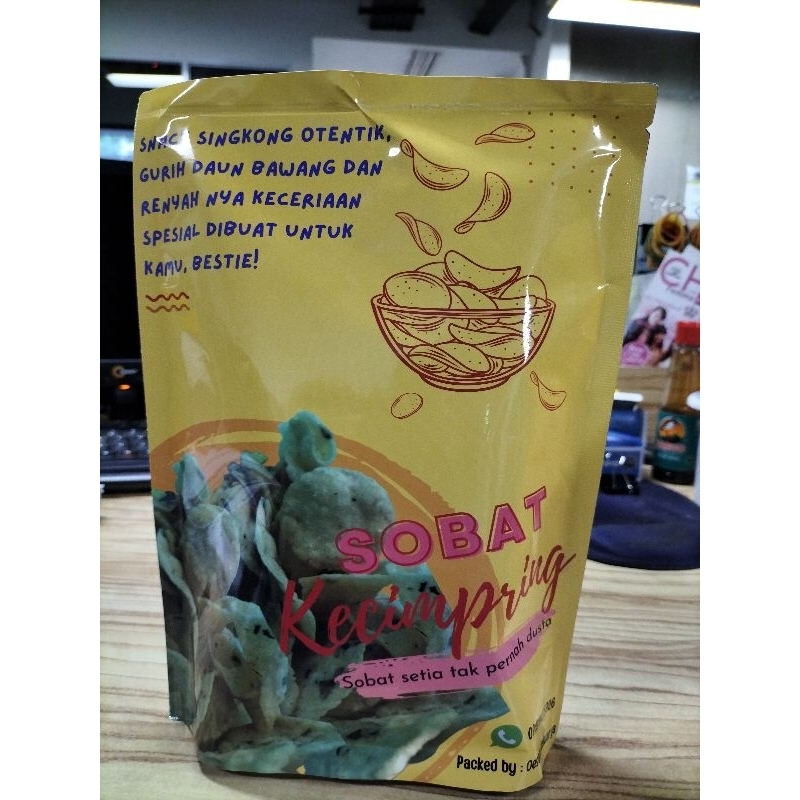 SNACK SINGKONG OTENTIK,
GURIH DAUN BAWANG DAN
RENYAH NYA KECERIAAN
SPESIAL DIBUAT UNTUK
KAMU, BESTIE!
SOBAT
Kecimpring
Sobat setia tak pernah dusta
Packed by :
CH